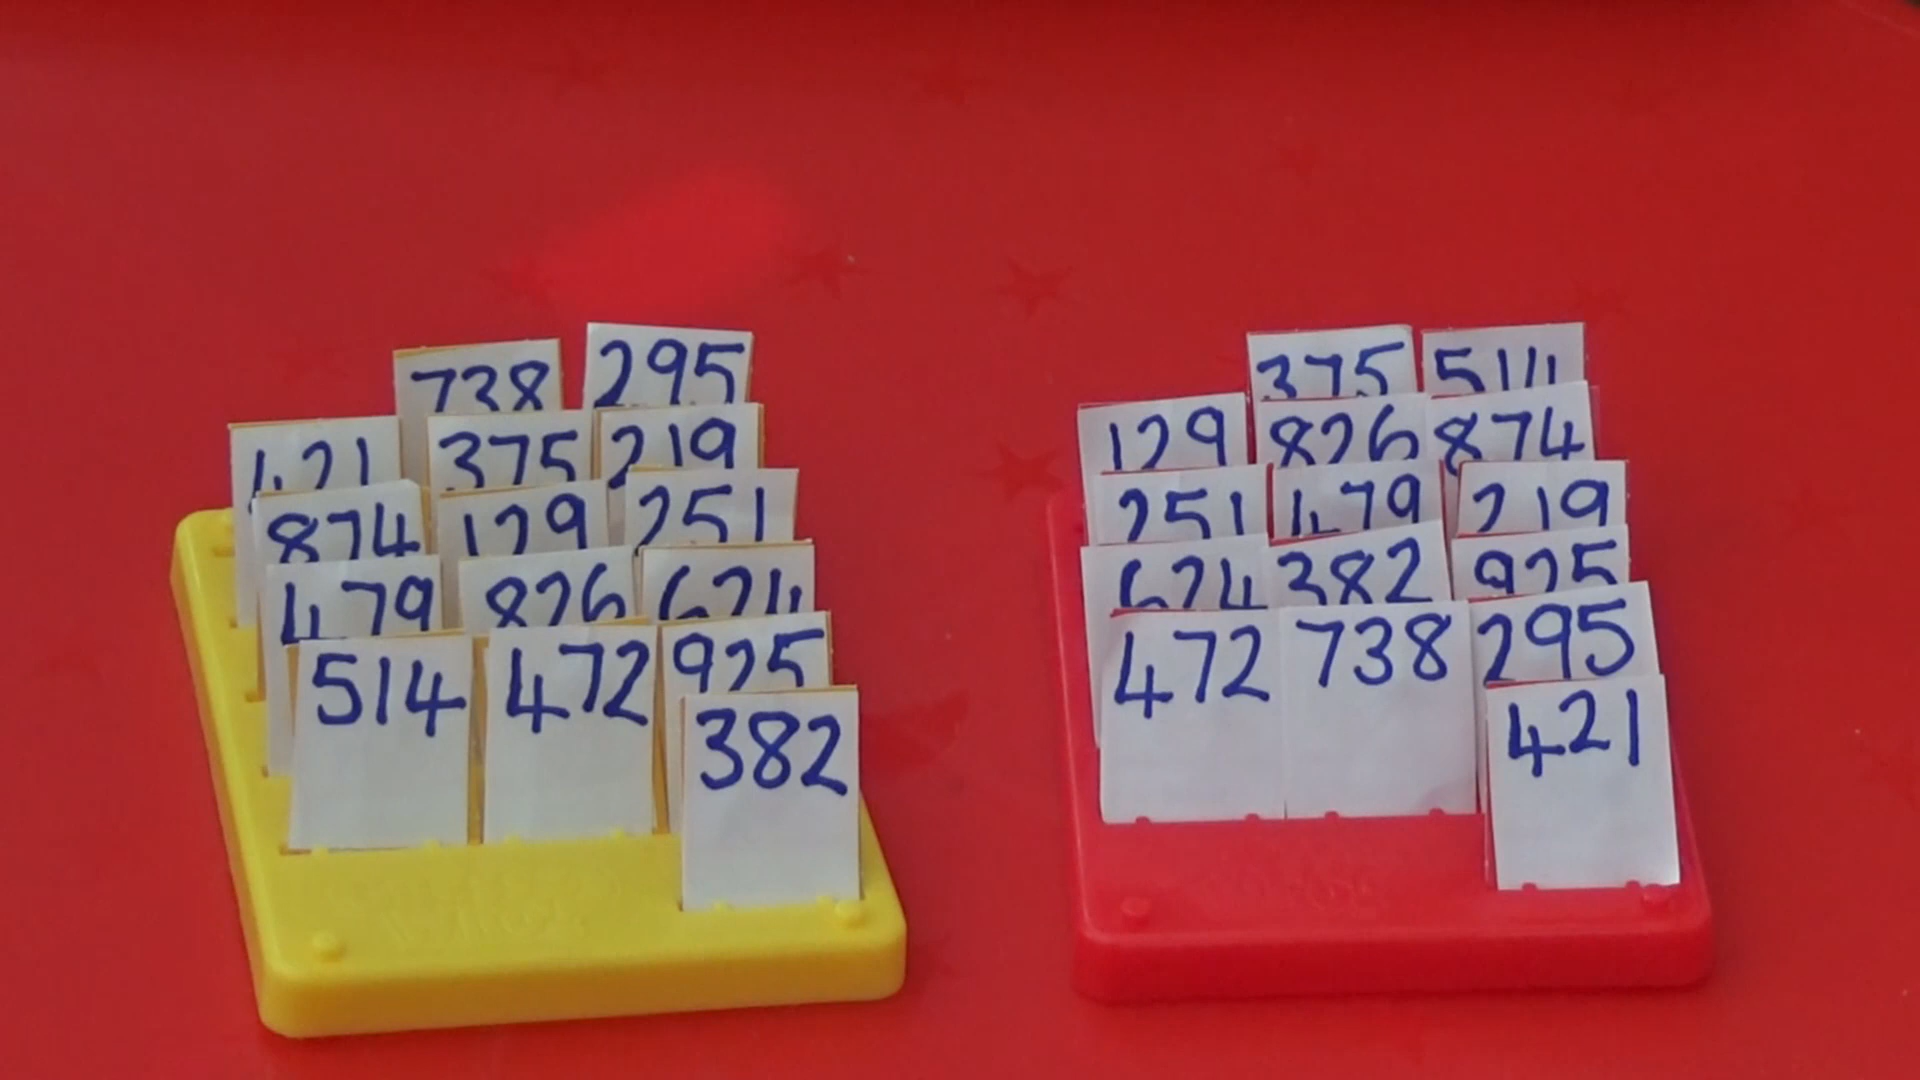 738 295
421 375 219
874 129 251
479 826 624
514 472 925
382
375 514
129 826 874
251 479 219
624 382 925
472 738 295
421